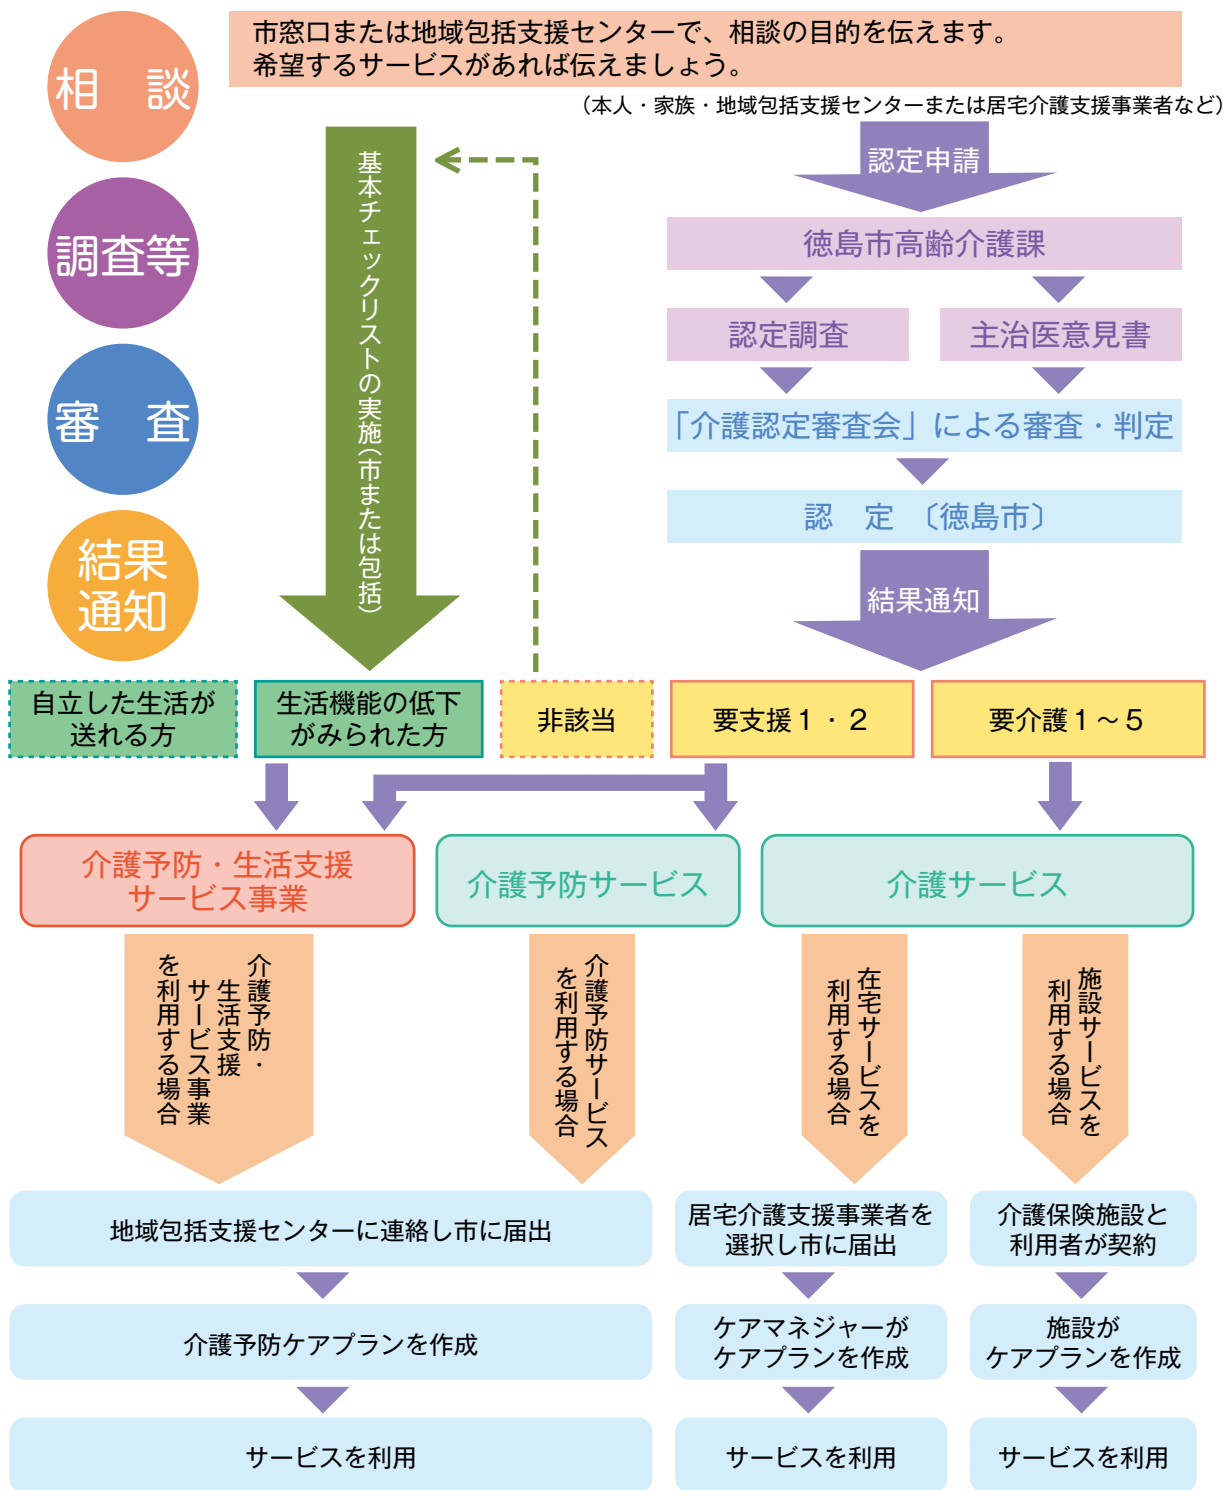 相　談
市窓口または地域包括支援センターで、相談の目的を伝えます。
希望するサービスがあれば伝えましょう。
（本人・家族・地域包括支援センターまたは居宅介護支援事業者など）
調査等
審　査
結果
通知
基本チェックリストの実施（市または包括）
認定申請
徳島市高齢介護課
認定調査
主治医意見書
「介護認定審査会」による審査・判定
認　定　〔徳島市〕
結果通知
自立した生活が
送れる方
生活機能の低下
がみられた方
非該当
要支援１・２
要介護１～５
介護予防・生活支援
サービス事業
介護予防サービス
介護サービス
介護予防・
生活支援
サービス事業
を利用する場合
介護予防サービス
を利用する場合
在宅サービスを
利用する場合
施設サービスを
利用する場合
地域包括支援センターに連絡し市に届出
居宅介護支援事業者を
選択し市に届出
介護保険施設と
利用者が契約
介護予防ケアプランを作成
ケアマネジャーが
ケアプランを作成
施設が
ケアプランを作成
サービスを利用
サービスを利用
サービスを利用